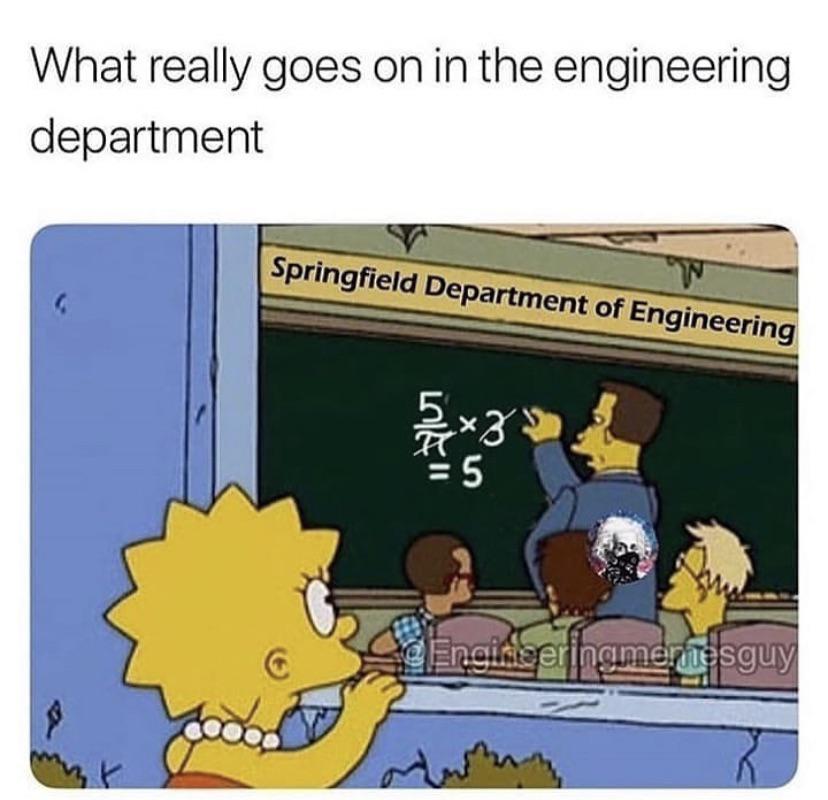 What really goes on in the engineering
department
Springfield Department of Engineering
5
π × 3
= 5
@Engineeringmemesguy